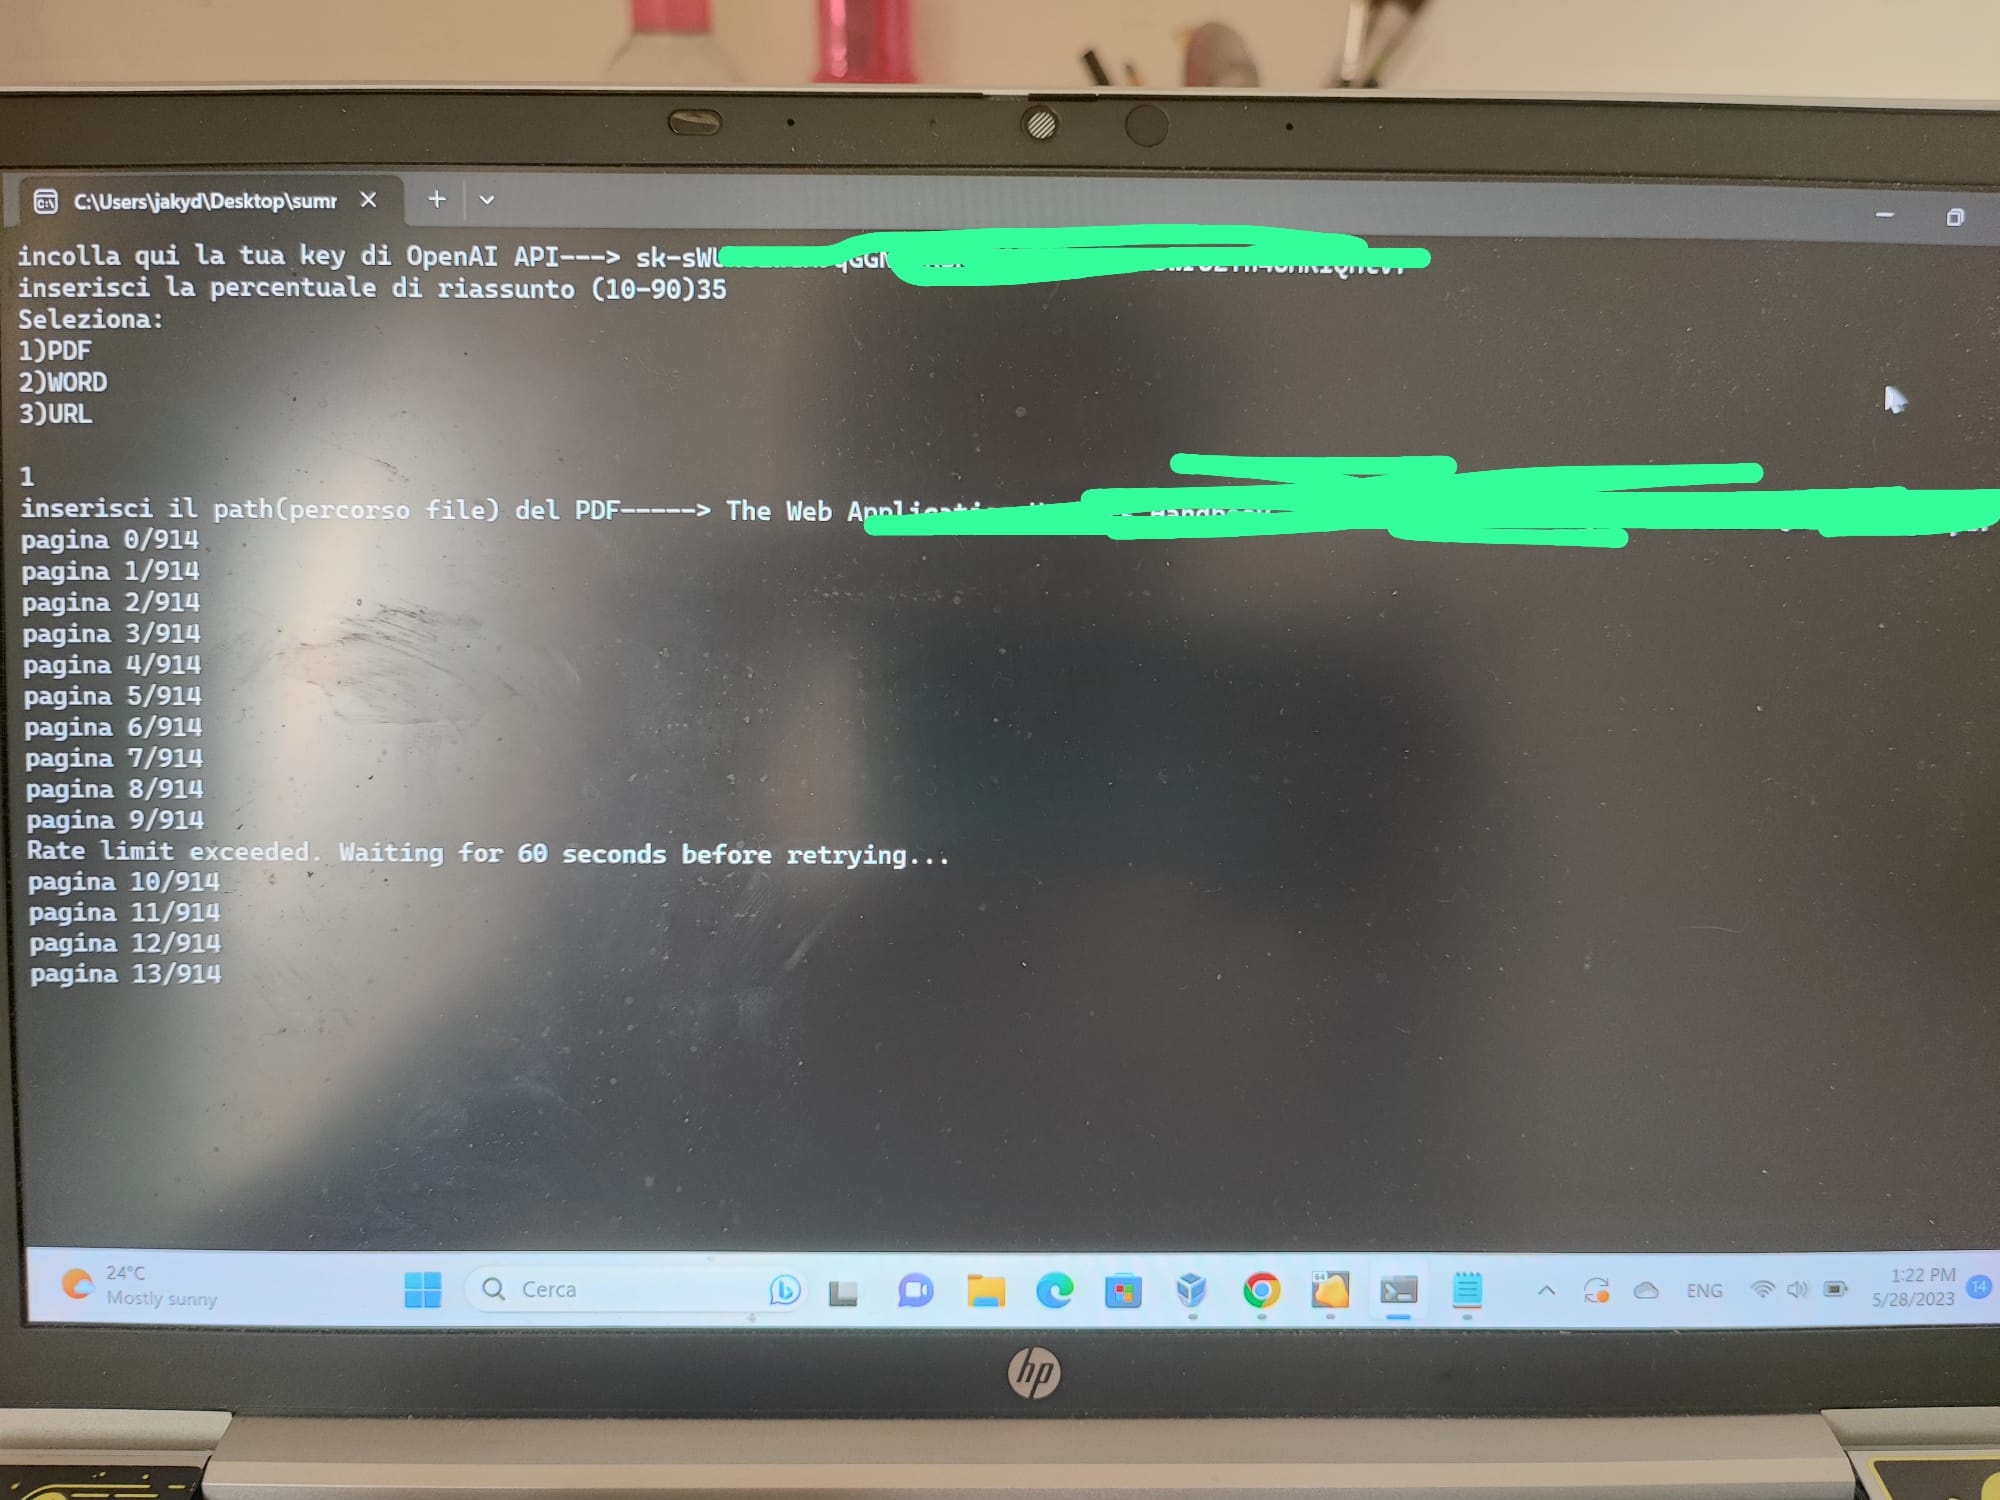 C:\Users\jakyd\Desktop\sumr
incolla qui la tua key di OpenAI API--->
inserisci la percentuale di riassunto (10-90)35
Seleziona:
1)PDF
2)WORD
3)URL
1
inserisci il path(percorso file) del PDF-----> The Web
pagina 0/914
pagina 1/914
pagina 2/914
pagina 3/914
pagina 4/914
pagina 5/914
pagina 6/914
pagina 7/914
pagina 8/914
pagina 9/914
Rate limit exceeded. Waiting for 60 seconds before retrying...
pagina 10/914
pagina 11/914
pagina 12/914
pagina 13/914
24°C
Mostly sunny
Cerca
64
ENG
1:22 PM
5/28/2023
14
hp